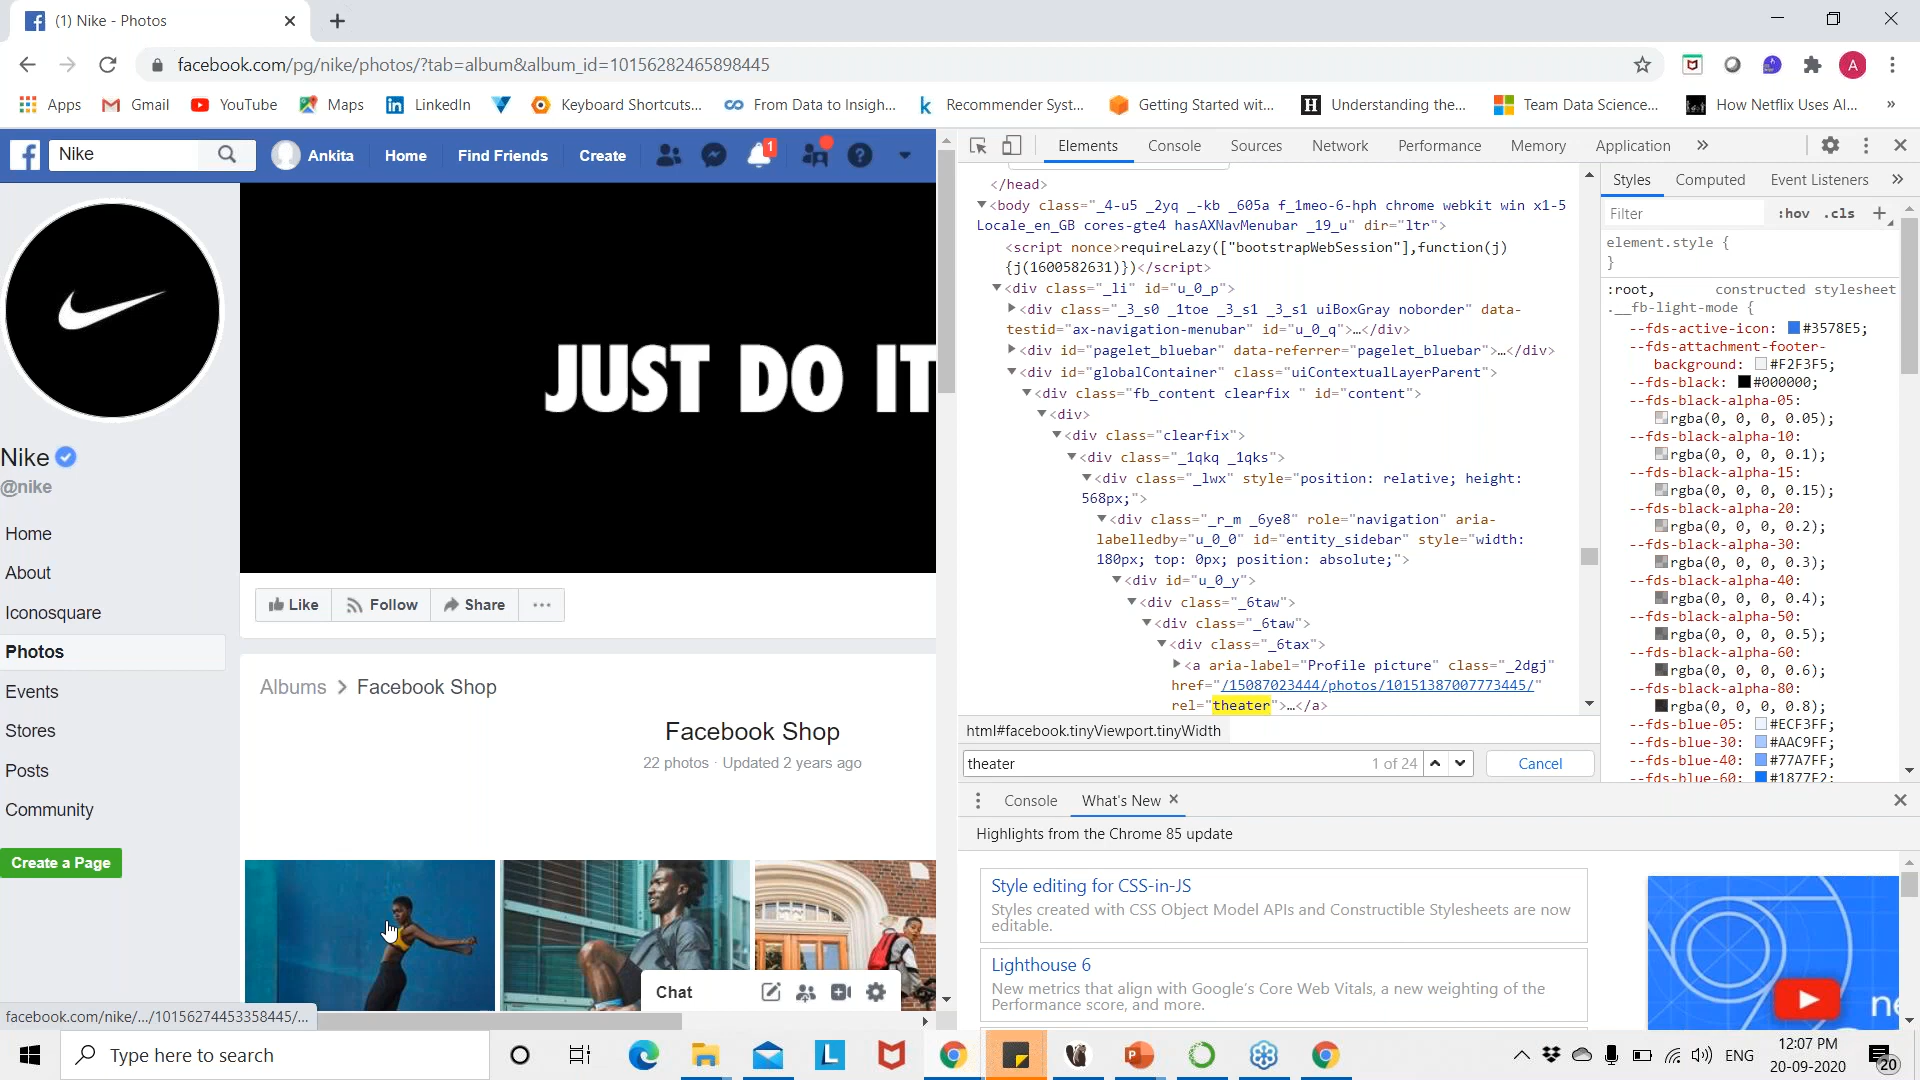 (1) Nike - Photos
facebook.com/pg/nike/photos/?tab=album&album_id=10156282465898445
A
Apps Gmail YouTube Maps LinkedIn Keyboard Shortcuts... From Data to Insigh... Recommender Syst... Getting Started wit... Understanding the... Team Data Science... How Netflix Uses AI... »
Nike Ankita Home Find Friends Create 1
JUST DO IT
Nike
@nike
Home
About
Iconosquare
Photos
Events
Stores
Posts
Community
Create a Page
Like Follow Share ...
Albums > Facebook Shop
Facebook Shop
22 photos · Updated 2 years ago
Chat
facebook.com/nike/.../10156274453358445/...
Elements Console Sources Network Performance Memory Application »
</head>
▼<body class="_4-u5 _2yq _-kb _605a f_1meo-6-hph chrome webkit win x1-5
Locale_en_GB cores-gte4 hasAXNavMenubar _19_u" dir="ltr">
<script nonce>requireLazy(["bootstrapWebSession"],function(j)
{j(1600582631)})</script>
▼<div class="_li" id="u_0_p">
▶<div class="_3_s0 _1toe _3_s1 _3_s1 uiBoxGray noborder" data-
testid="ax-navigation-menubar" id="u_0_q">…</div>
▶<div id="pagelet_bluebar" data-referrer="pagelet_bluebar">…</div>
▼<div id="globalContainer" class="uiContextualLayerParent">
▼<div class="fb_content clearfix " id="content">
▼<div>
▼<div class="clearfix">
▼<div class="_1qkq _1qks">
▼<div class="_lwx" style="position: relative; height:
568px;">
▼<div class="_r_m _6ye8" role="navigation" aria-
labelledby="u_0_0" id="entity_sidebar" style="width:
180px; top: 0px; position: absolute;">
▼<div id="u_0_y">
▼<div class="_6taw">
▼<div class="_6taw">
▼<div class="_6tax">
▶<a aria-label="Profile picture" class="_2dgj"
href="/15087023444/photos/10151387007773445/"
rel="theater">…</a>
html#facebook.tinyViewport.tinyWidth
theater 1 of 24 Cancel
Styles Computed Event Listeners »
Filter :hov .cls +
element.style {
}
:root, constructed stylesheet
.__fb-light-mode {
--fds-active-icon: #3578E5;
--fds-attachment-footer-
background: #F2F3F5;
--fds-black: #000000;
--fds-black-alpha-05:
rgba(0, 0, 0, 0.05);
--fds-black-alpha-10:
rgba(0, 0, 0, 0.1);
--fds-black-alpha-15:
rgba(0, 0, 0, 0.15);
--fds-black-alpha-20:
rgba(0, 0, 0, 0.2);
--fds-black-alpha-30:
rgba(0, 0, 0, 0.3);
--fds-black-alpha-40:
rgba(0, 0, 0, 0.4);
--fds-black-alpha-50:
rgba(0, 0, 0, 0.5);
--fds-black-alpha-60:
rgba(0, 0, 0, 0.6);
--fds-black-alpha-80:
rgba(0, 0, 0, 0.8);
--fds-blue-05: #ECF3FF;
--fds-blue-30: #AAC9FF;
--fds-blue-40: #77A7FF;
--fds-blue-60: #1877F2;
Console What's New ×
Highlights from the Chrome 85 update
Style editing for CSS-in-JS
Styles created with CSS Object Model APIs and Constructible Stylesheets are now
editable.
Lighthouse 6
New metrics that align with Google's Core Web Vitals, a new weighting of the
Performance score, and more.
ne
Type here to search
ENG
12:07 PM
20-09-2020
20